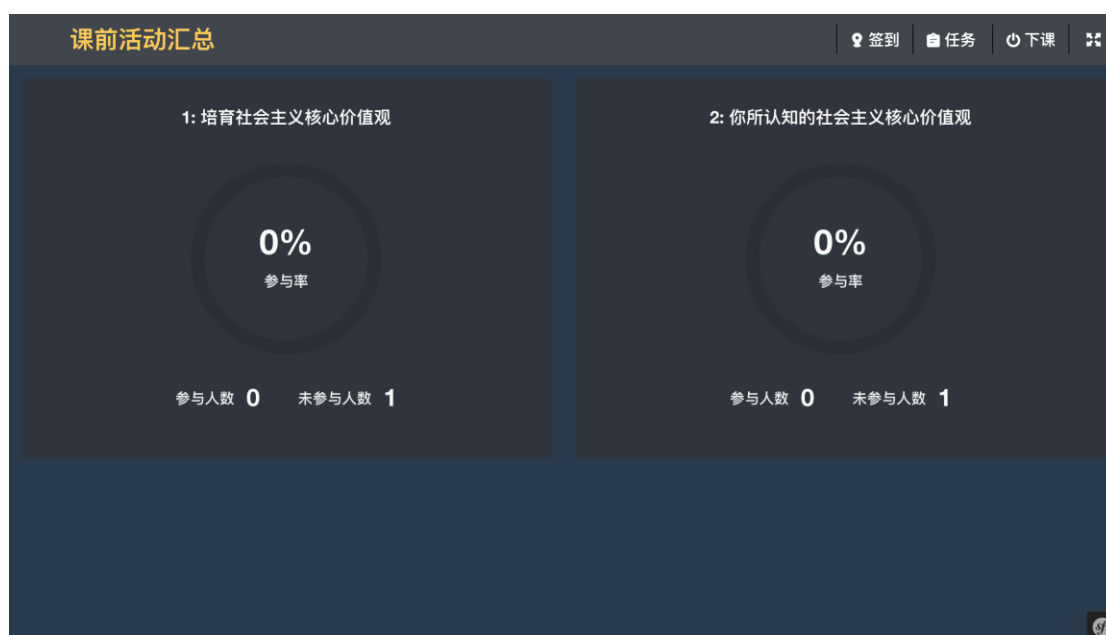 课前活动汇总
签到 任务 下课
1: 培育社会主义核心价值观
0%
参与率
参与人数 0 未参与人数 1
2: 你所认知的社会主义核心价值观
0%
参与率
参与人数 0 未参与人数 1